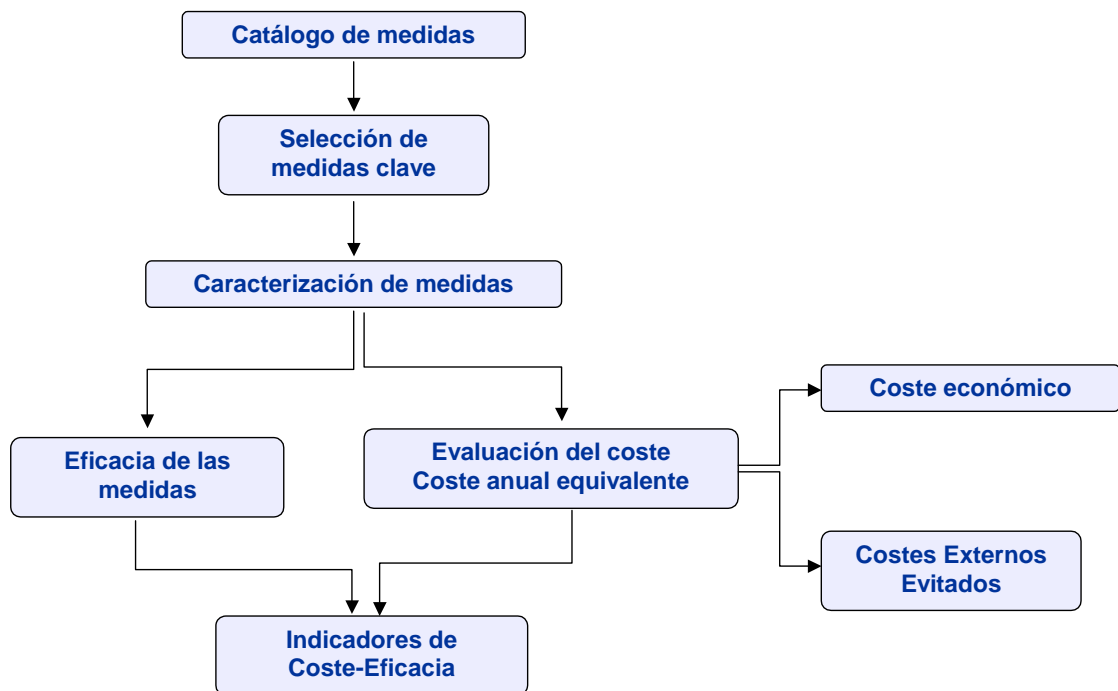 Catálogo de medidas
Selección de
medidas clave
Caracterización de medidas
Coste económico
Eficacia de las
medidas
Evaluación del coste
Coste anual equivalente
Costes Externos
Evitados
Indicadores de
Coste-Eficacia